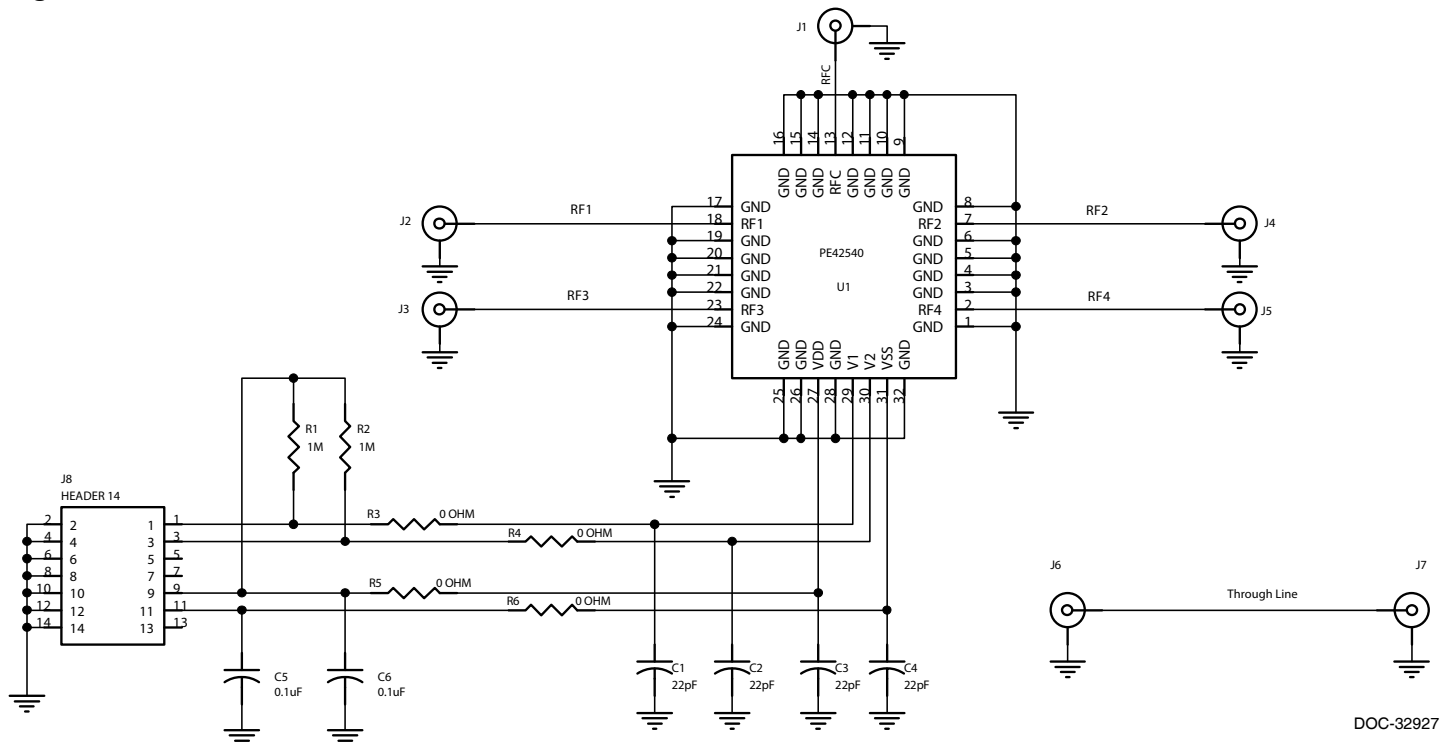 J1
RFC
16 15 14 13 12 11 10 9
GND GND GND RFC GND GND GND GND
J2
RF1
17 GND
18 RF1
19 GND
20 GND
21 GND
22 GND
23 RF3
24 GND
J3
RF3
PE42540
U1
GND 8
RF2 7
GND 6
GND 5
GND 4
GND 3
RF4 2
GND 1
RF2
J4
RF4
J5
GND GND VDD GND V1 V2 VSS GND
25 26 27 28 29 30 31 32
R1
1M
R2
1M
J8
HEADER 14
2 2 1 1
4 4 3 3
6 6 5 5
8 8 7 7
10 10 9 9
12 12 11 11
14 14 13 13
R3 0 OHM
R4 0 OHM
R5 0 OHM
R6 0 OHM
C5
0.1uF
C6
0.1uF
C1
22pF
C2
22pF
C3
22pF
C4
22pF
J6
Through Line
J7
DOC-32927